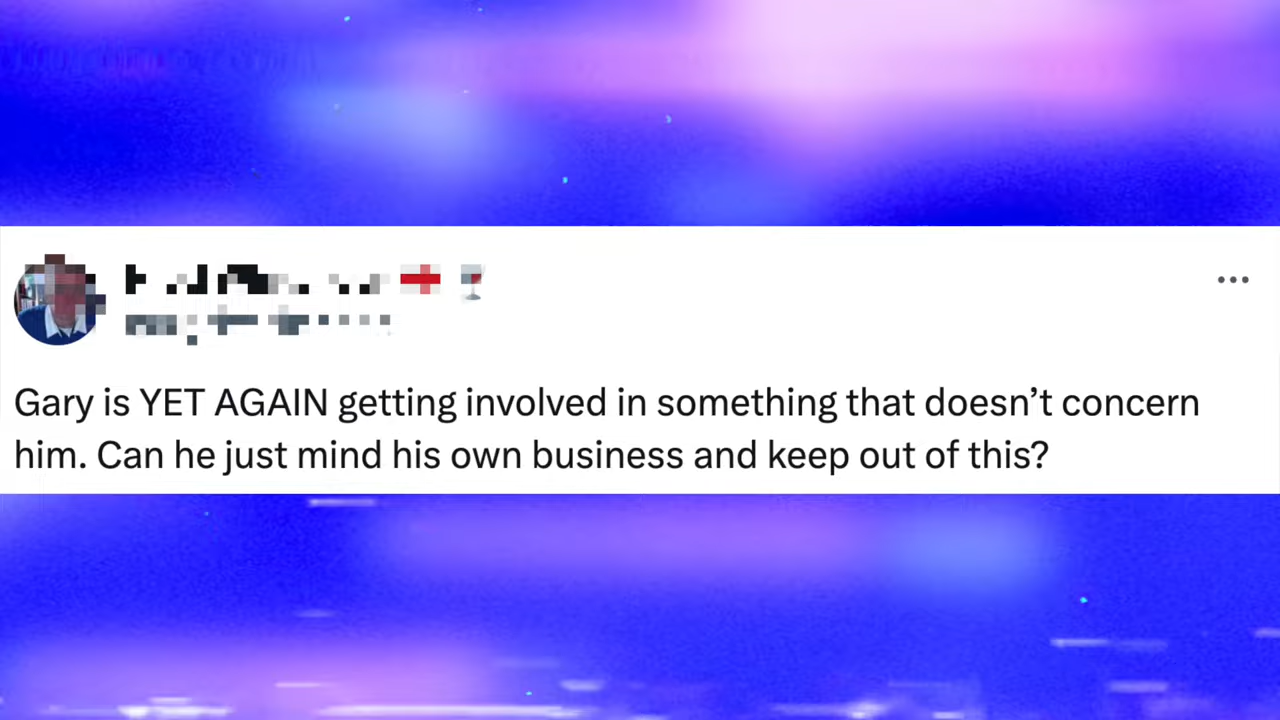 Gary is YET AGAIN getting involved in something that doesn’t concern
him. Can he just mind his own business and keep out of this?